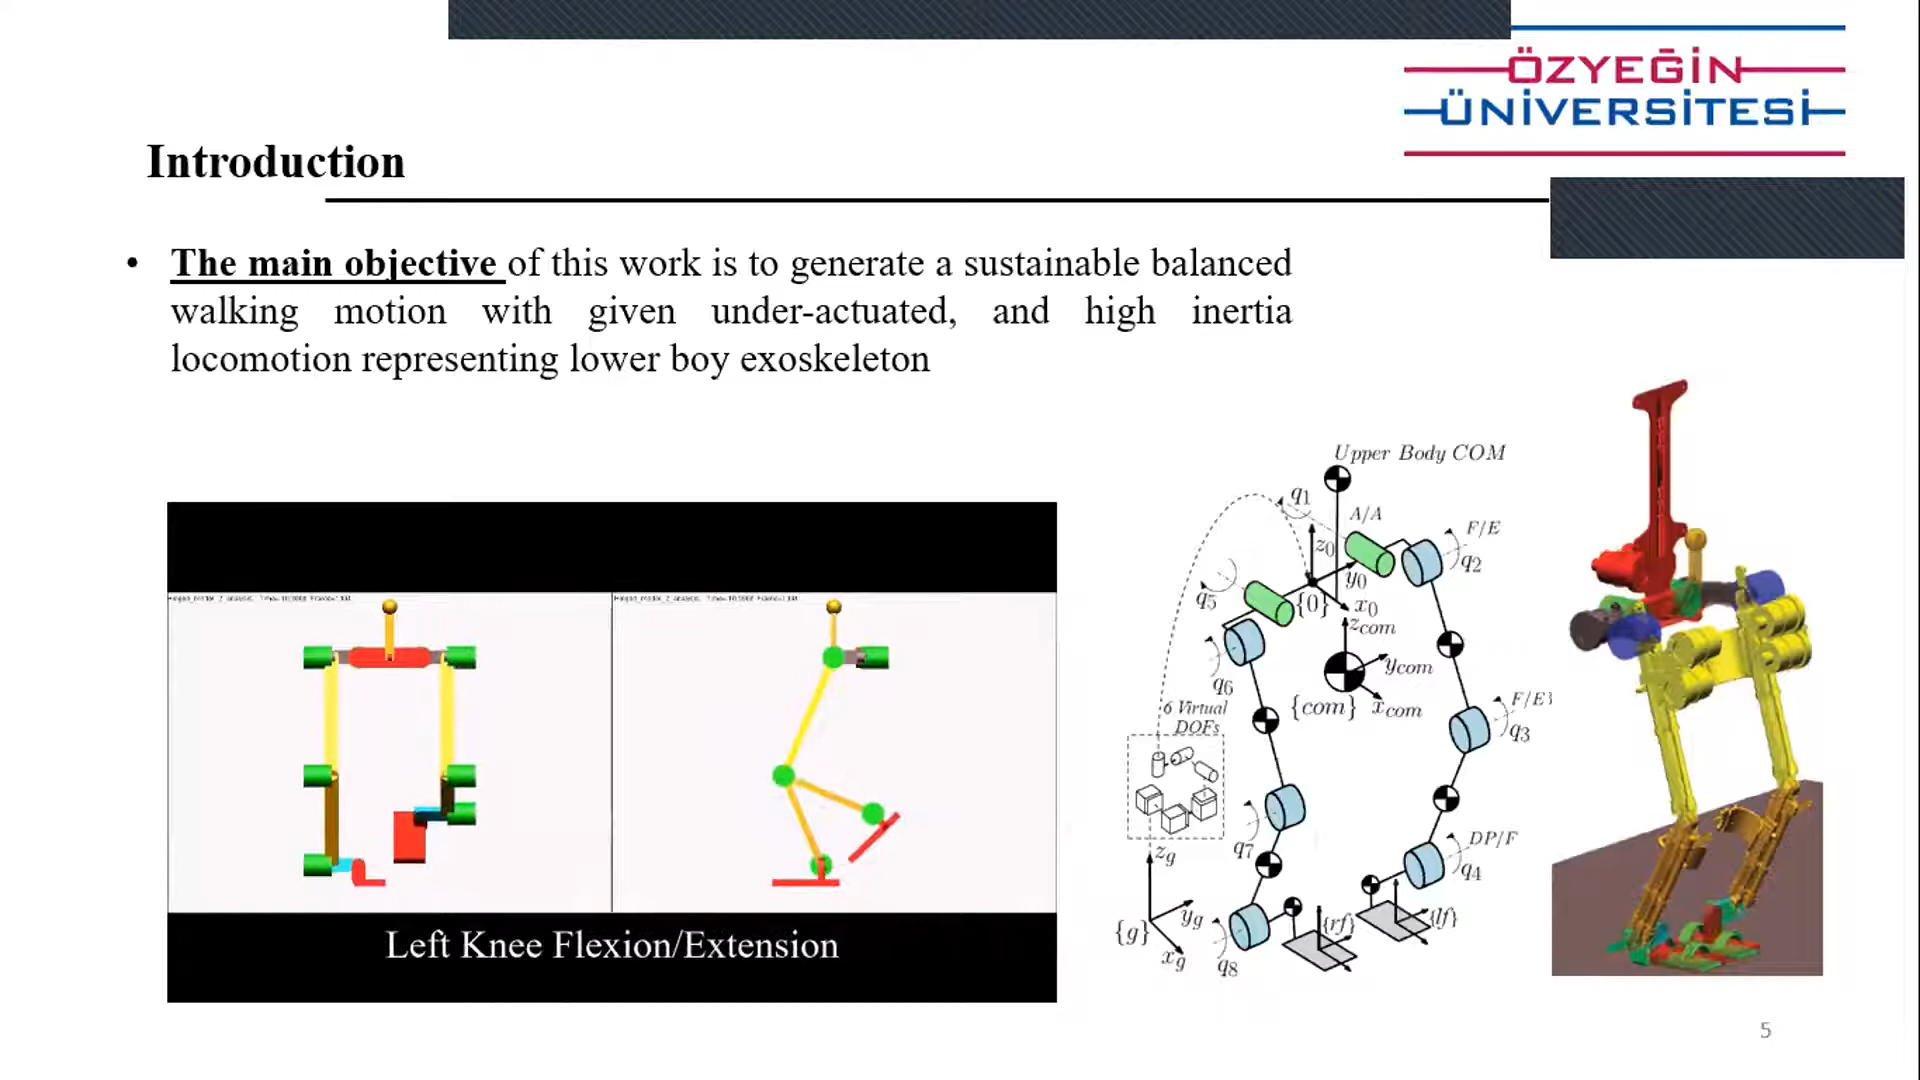 ÖZYEĞİN
ÜNİVERSİTESİ
Introduction
• The main objective of this work is to generate a sustainable balanced
walking motion with given under-actuated, and high inertia
locomotion representing lower boy exoskeleton
Left Knee Flexion/Extension
Upper Body COM
q1
A/A
F/E
q2
z0
y0
x0
{0}
q5
zcom
ycom
xcom
{com}
q6
6 Virtual
DOFs
F/E}
q3
q7
DP/F
q4
zg
yg
xg
{g}
q8
{rf}
{lf}
5